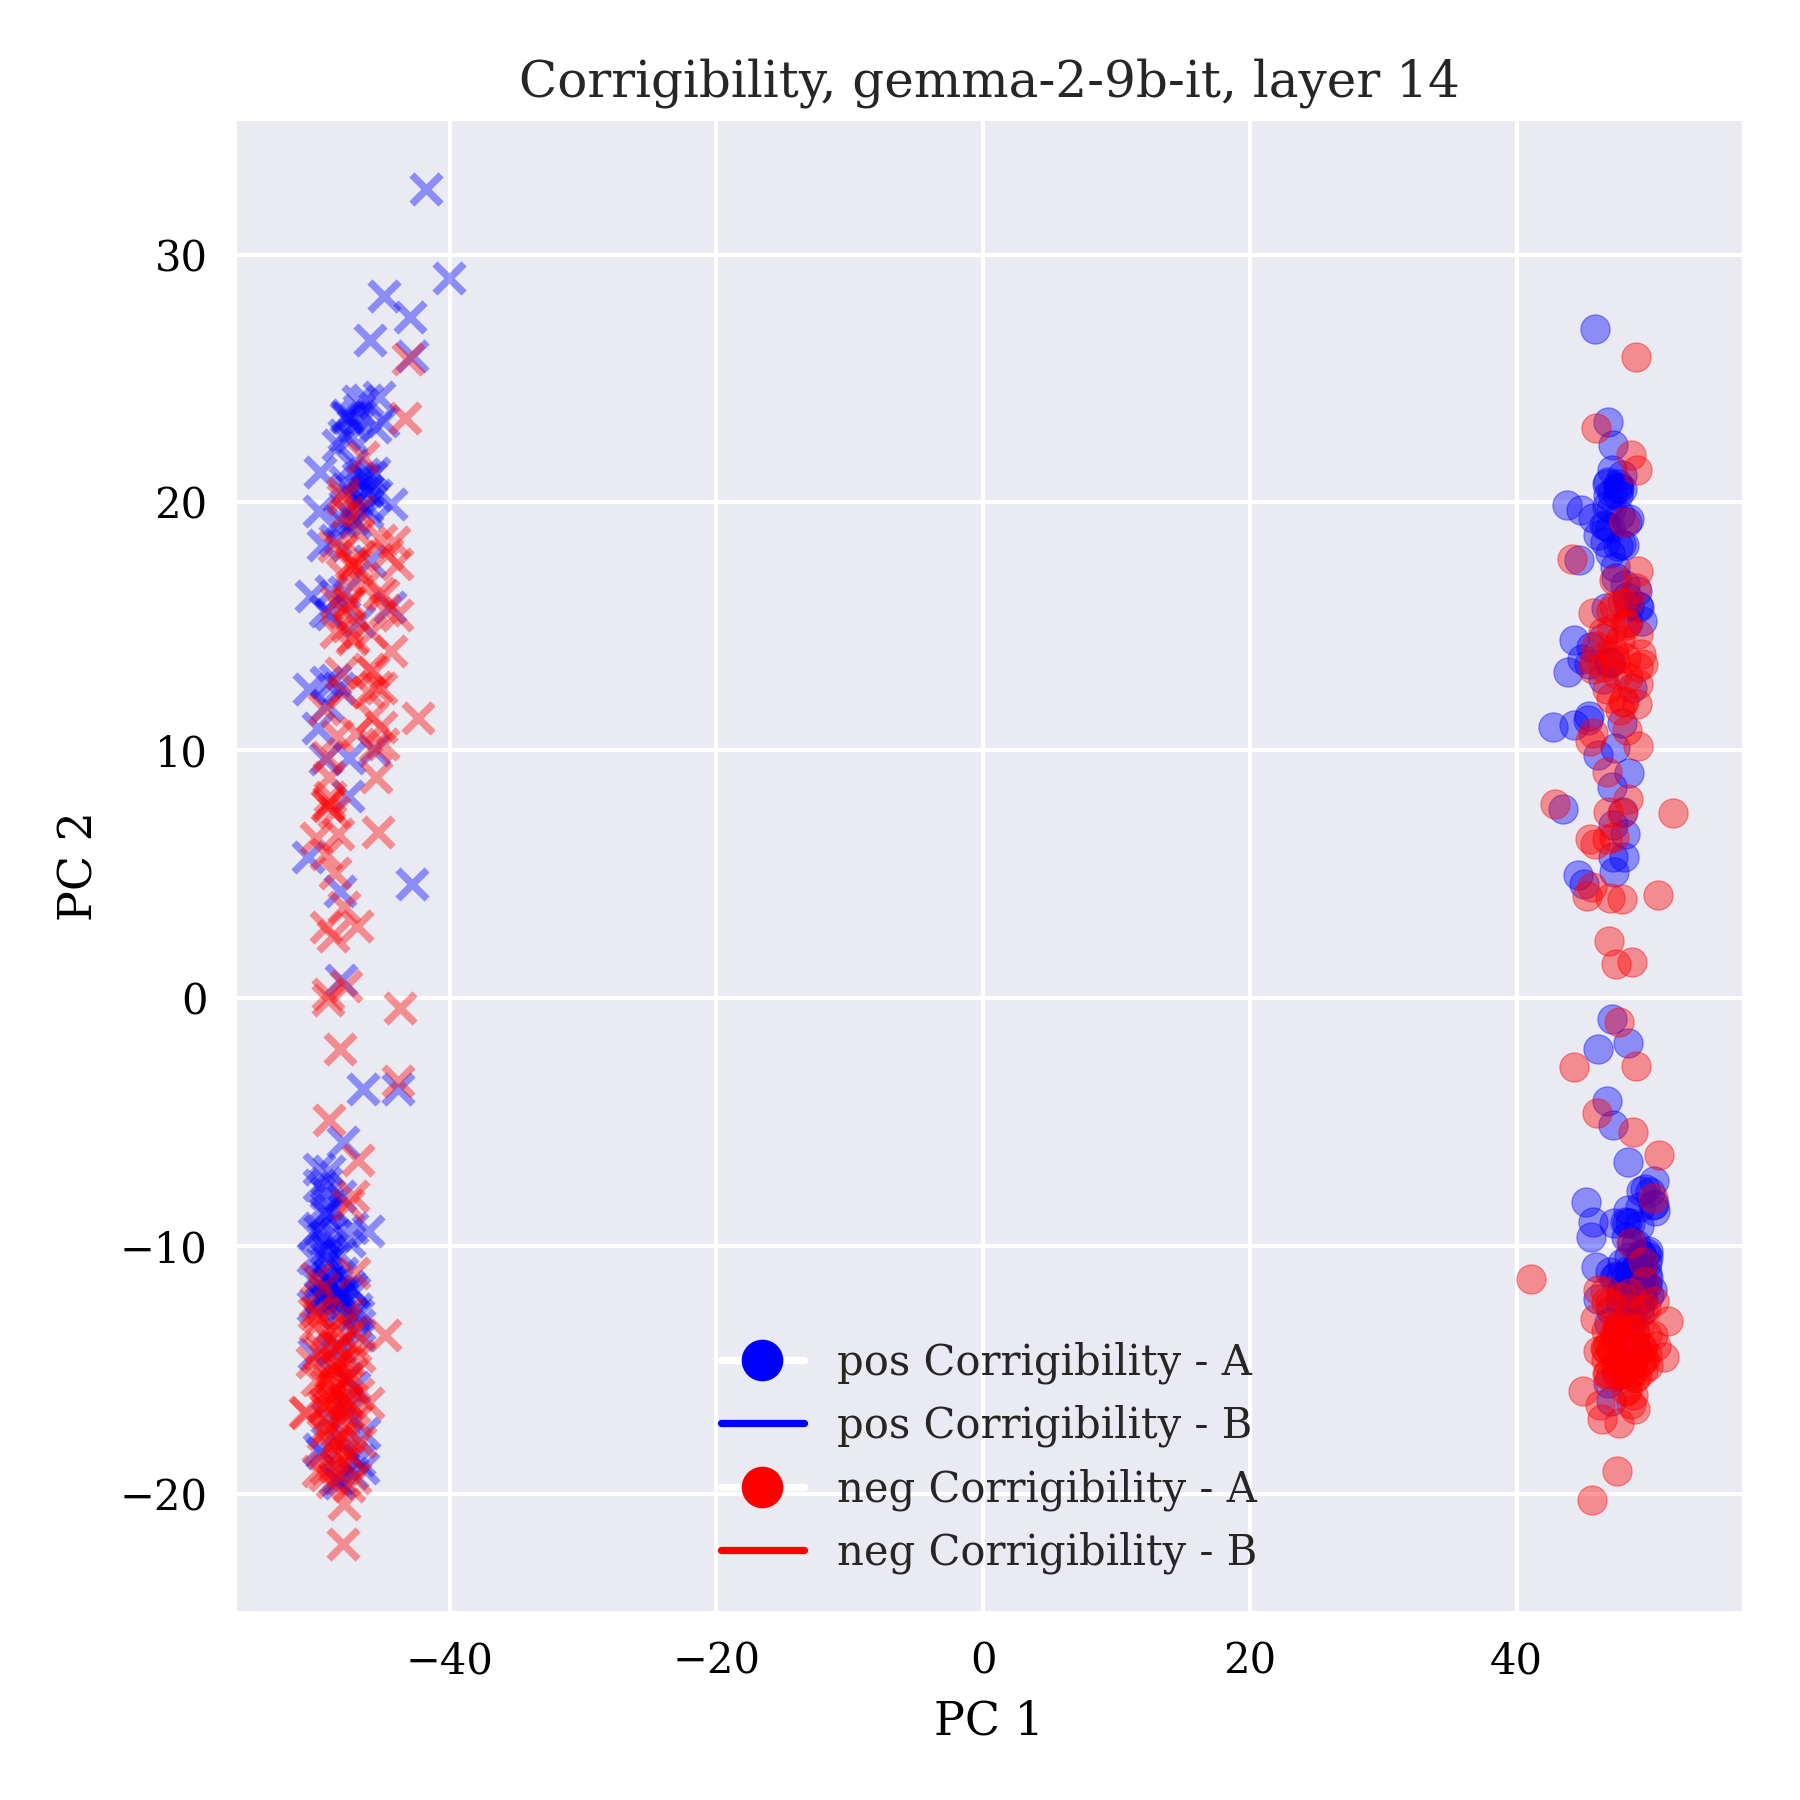 Corrigibility, gemma-2-9b-it, layer 14
30
20
10
0
−10
−20
PC 2
pos Corrigibility - A
pos Corrigibility - B
neg Corrigibility - A
neg Corrigibility - B
−40 −20 0 20 40
PC 1